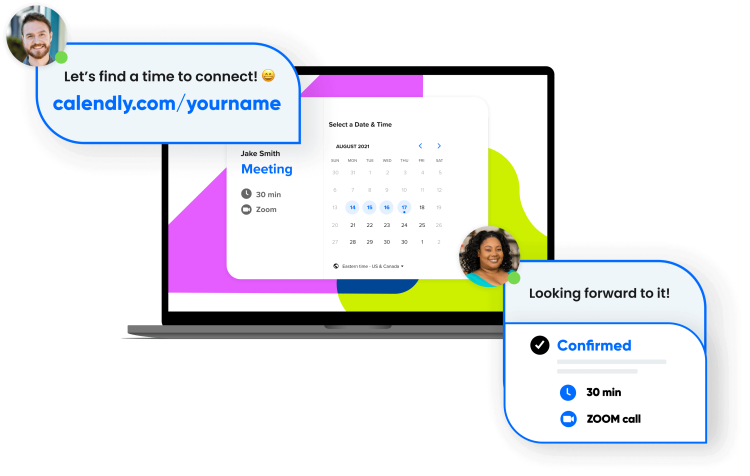 Let's find a time to connect! 😄
calendly.com/yourname
Select a Date & Time
Jake Smith
Meeting
30 min
Zoom
AUGUST 2021
SUN MON TUE WED THU FRI SAT
30 31 1 2 3 4 5
6 7 8 9 10 11 12
13 14 15 16 17 18 19
20 21 22 23 24 25 26
27 28 29 30 30 1 2
Eastern time - US & Canada
Looking forward to it!
Confirmed
30 min
ZOOM call